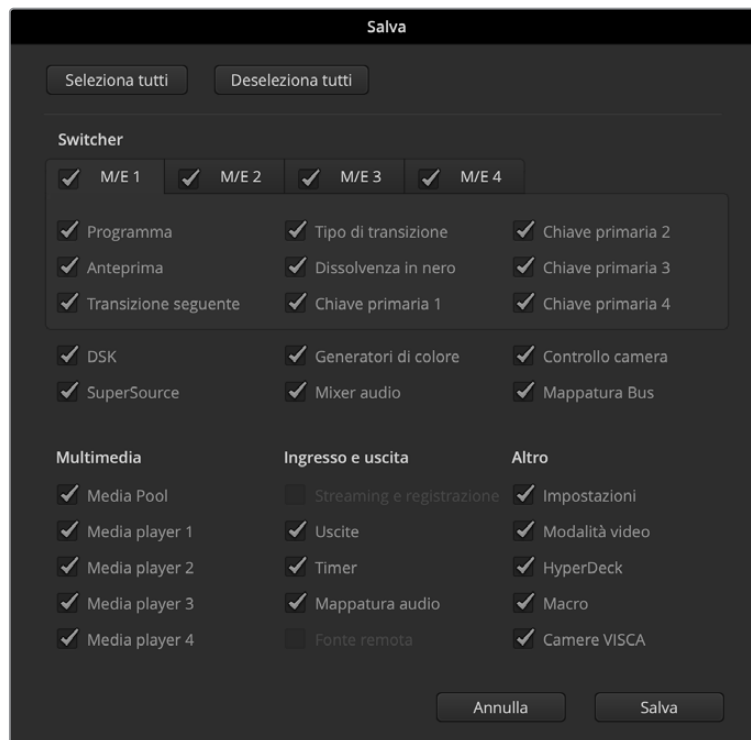 Salva
Seleziona tutti Deseleziona tutti
Switcher
M/E 1 M/E 2 M/E 3 M/E 4
Programma Tipo di transizione Chiave primaria 2
Anteprima Dissolvenza in nero Chiave primaria 3
Transizione seguente Chiave primaria 1 Chiave primaria 4
DSK Generatori di colore Controllo camera
SuperSource Mixer audio Mappatura Bus
Multimedia Ingresso e uscita Altro
Media Pool Streaming e registrazione Impostazioni
Media player 1 Uscite Modalità video
Media player 2 Timer HyperDeck
Media player 3 Mappatura audio Macro
Media player 4 Fonte remota Camere VISCA
Annulla Salva